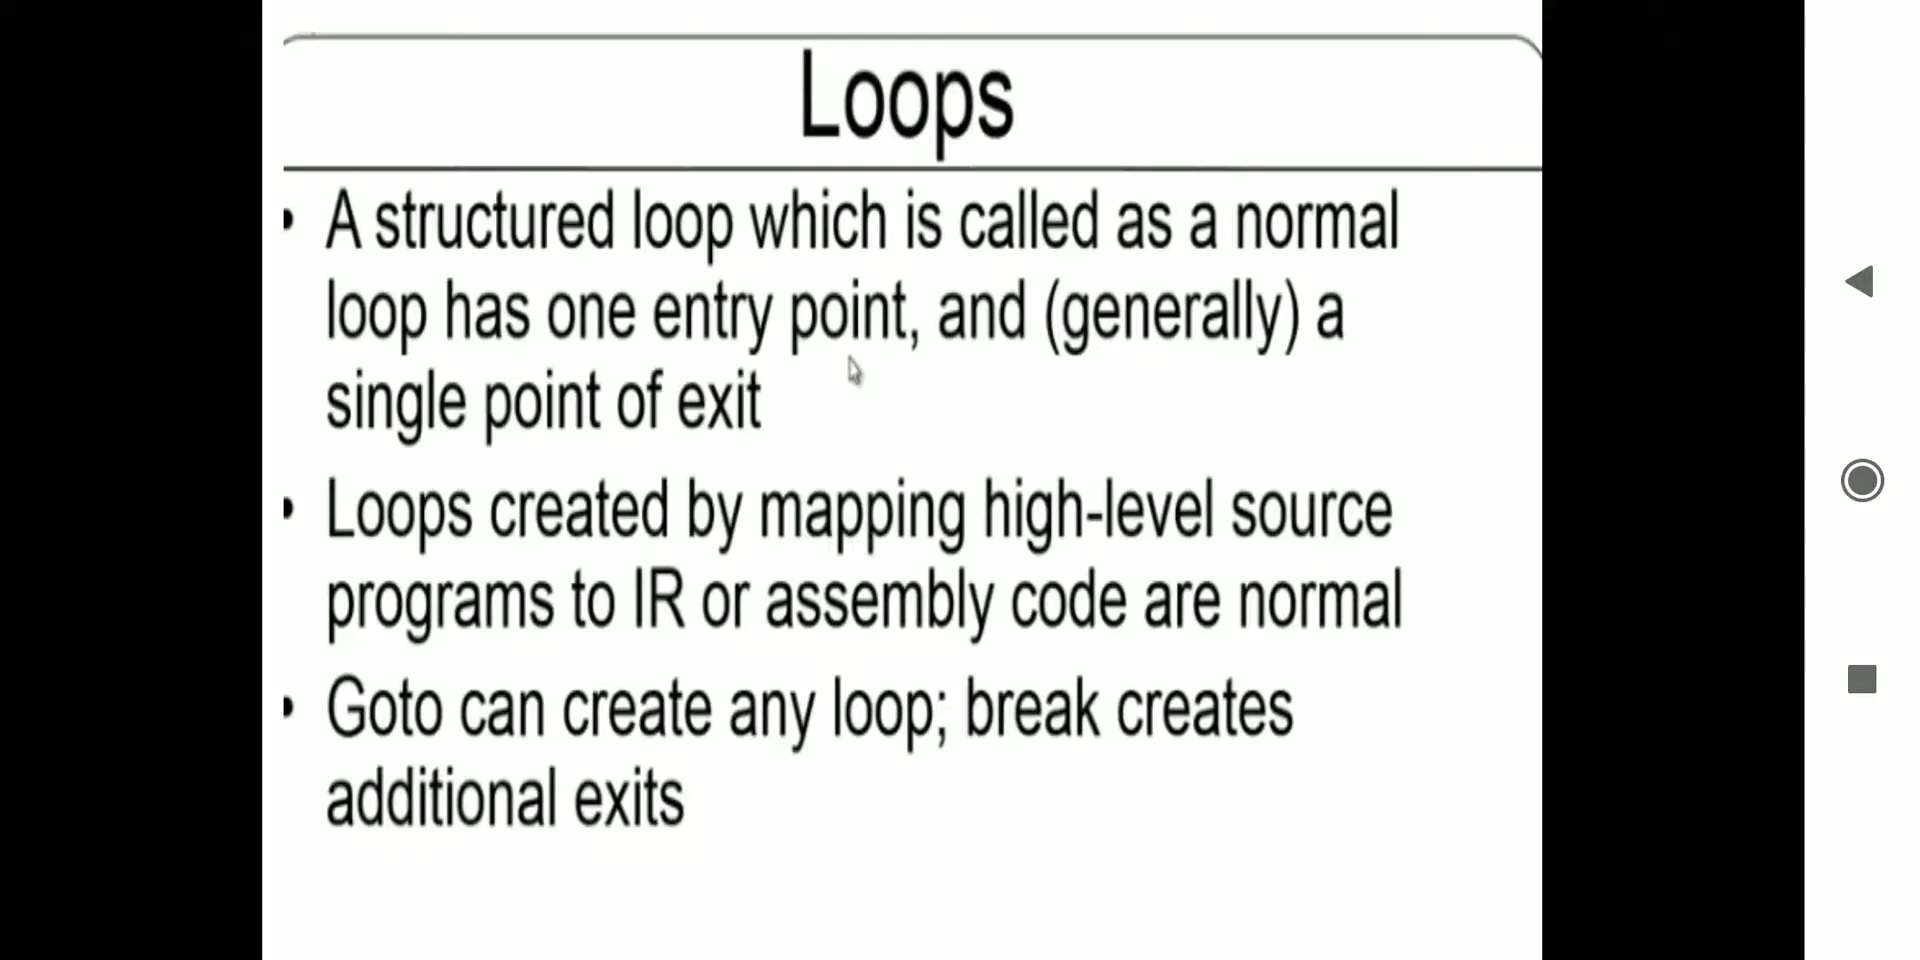 Loops
• A structured loop which is called as a normal
loop has one entry point, and (generally) a
single point of exit
• Loops created by mapping high-level source
programs to IR or assembly code are normal
• Goto can create any loop; break creates
additional exits